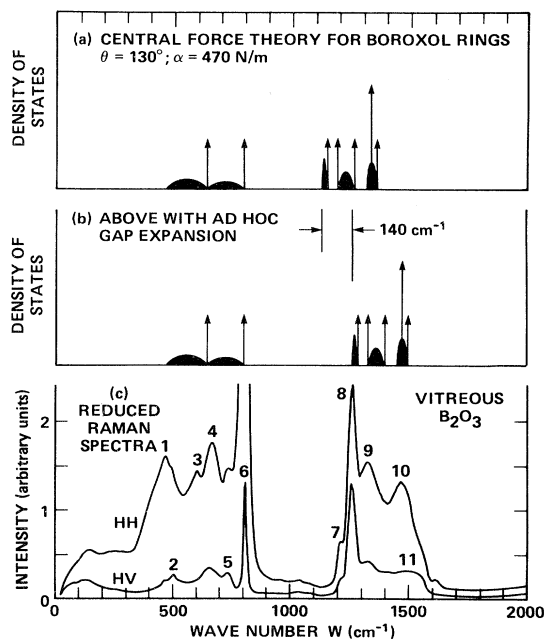 (a) CENTRAL FORCE THEORY FOR BOROXOL RINGS
θ = 130°; α = 470 N/m
DENSITY OF
STATES
(b) ABOVE WITH AD HOC
GAP EXPANSION
140 cm⁻¹
DENSITY OF
STATES
(c)
REDUCED
RAMAN
SPECTRA
VITREOUS
B₂O₃
1
2
3
4
5
6
7
8
9
10
11
HH
HV
INTENSITY (arbitrary units)
2
1
0
0
500
1000
1500
2000
WAVE NUMBER W (cm⁻¹)